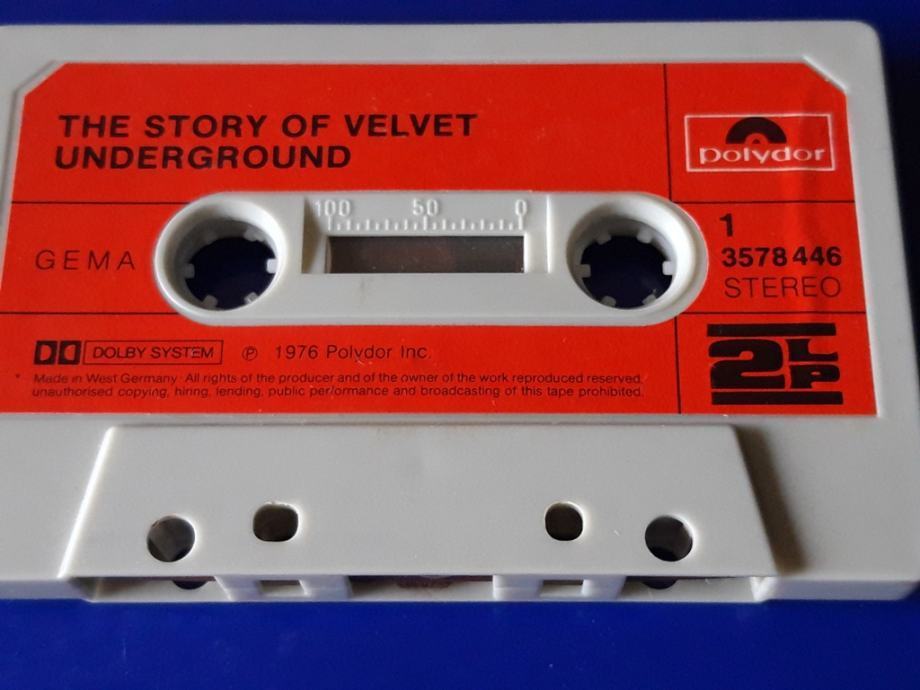 THE STORY OF VELVET
UNDERGROUND
polydor
100 50 0
GEMA
1
3578 446
STEREO
DOLBY SYSTEM ℗ 1976 Polydor Inc.
2LP
Made in West Germany· All rights of the producer and of the owner of the work reproduced reserved.
unauthorised copying, hiring, lending, public performance and broadcasting of this tape prohibited.